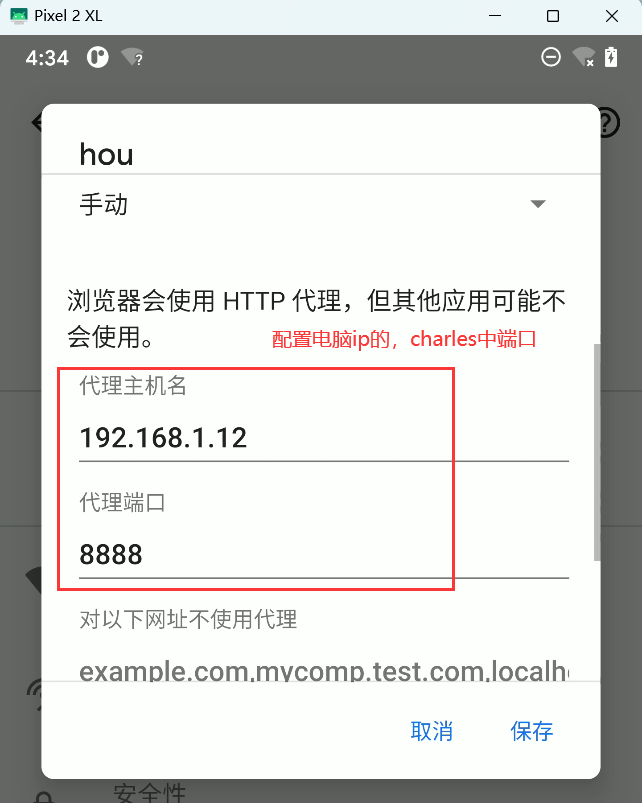 Pixel 2 XL
4:34
hou
手动
浏览器会使用 HTTP 代理，但其他应用可能不
会使用。
配置电脑ip的，charles中端口
代理主机名
192.168.1.12
代理端口
8888
对以下网址不使用代理
example.com,mycomp.test.com,localh
取消
保存
安全性